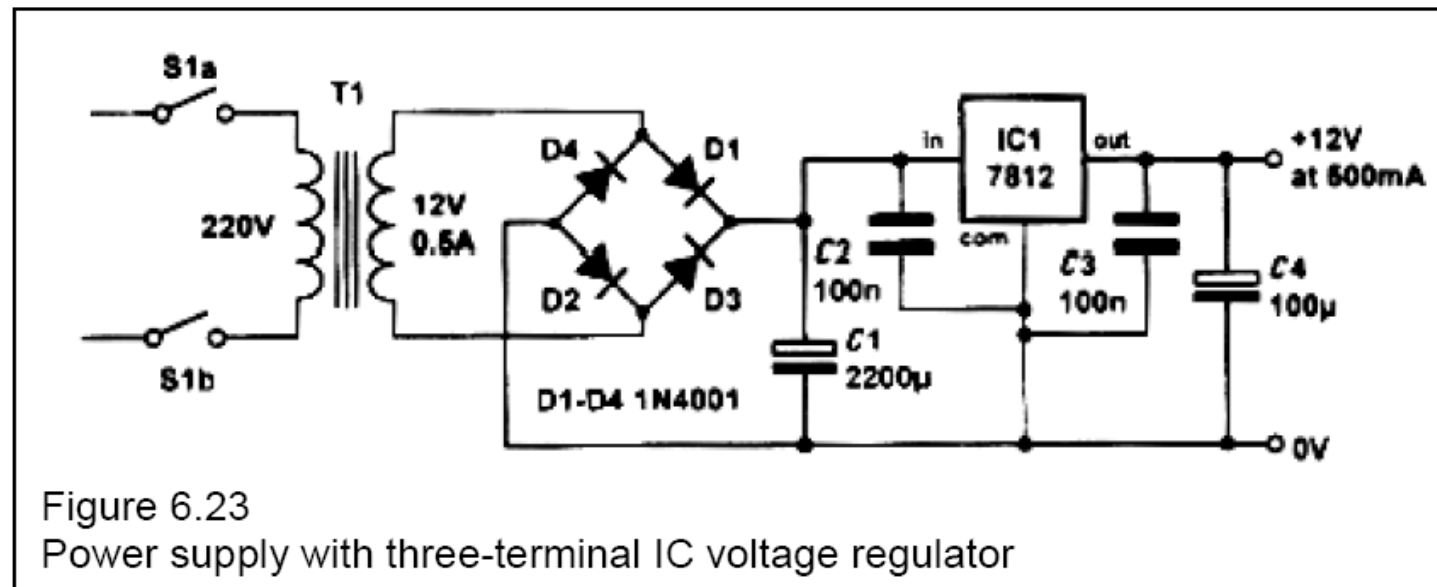 S1a
T1
220V
12V
0.5A
S1b
D4
D1
D2
D3
D1-D4 1N4001
C1
2200µ
C2
100n
in
IC1
7812
out
com
C3
100n
C4
100µ
+12V
at 500mA
0V
Figure 6.23
Power supply with three-terminal IC voltage regulator